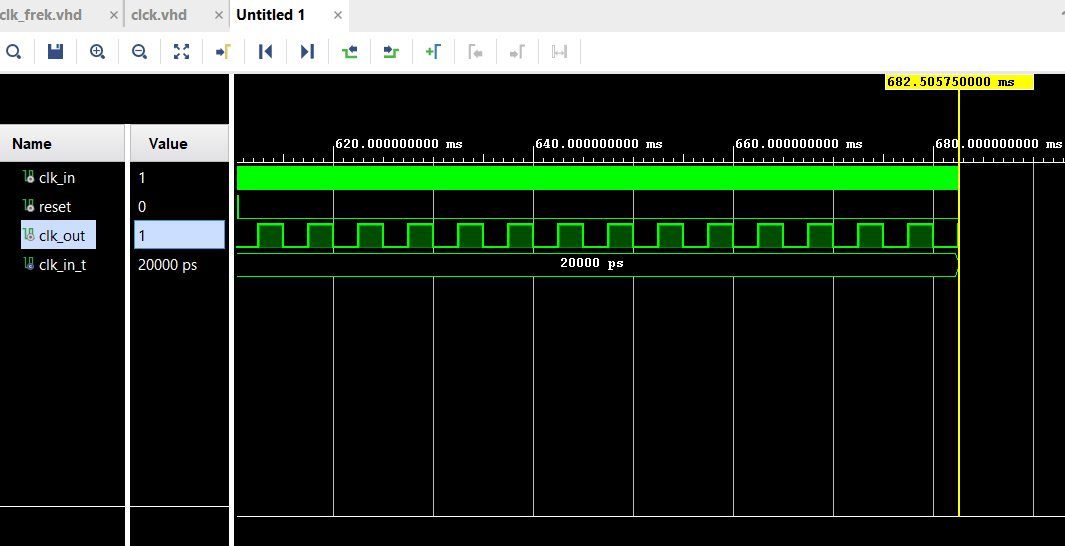 clk_frek.vhd × clck.vhd × Untitled 1 ×
682.505750000 ms
Name Value
620.000000000 ms 640.000000000 ms 660.000000000 ms 680.000000000 ms
clk_in 1
reset 0
clk_out 1
clk_in_t 20000 ps 20000 ps